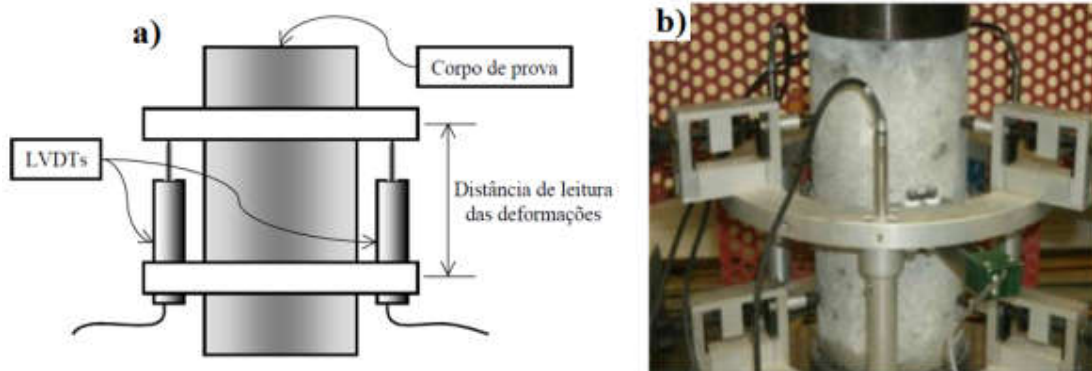 a)
Corpo de prova
LVDTs
Distância de leitura
das deformações
b)